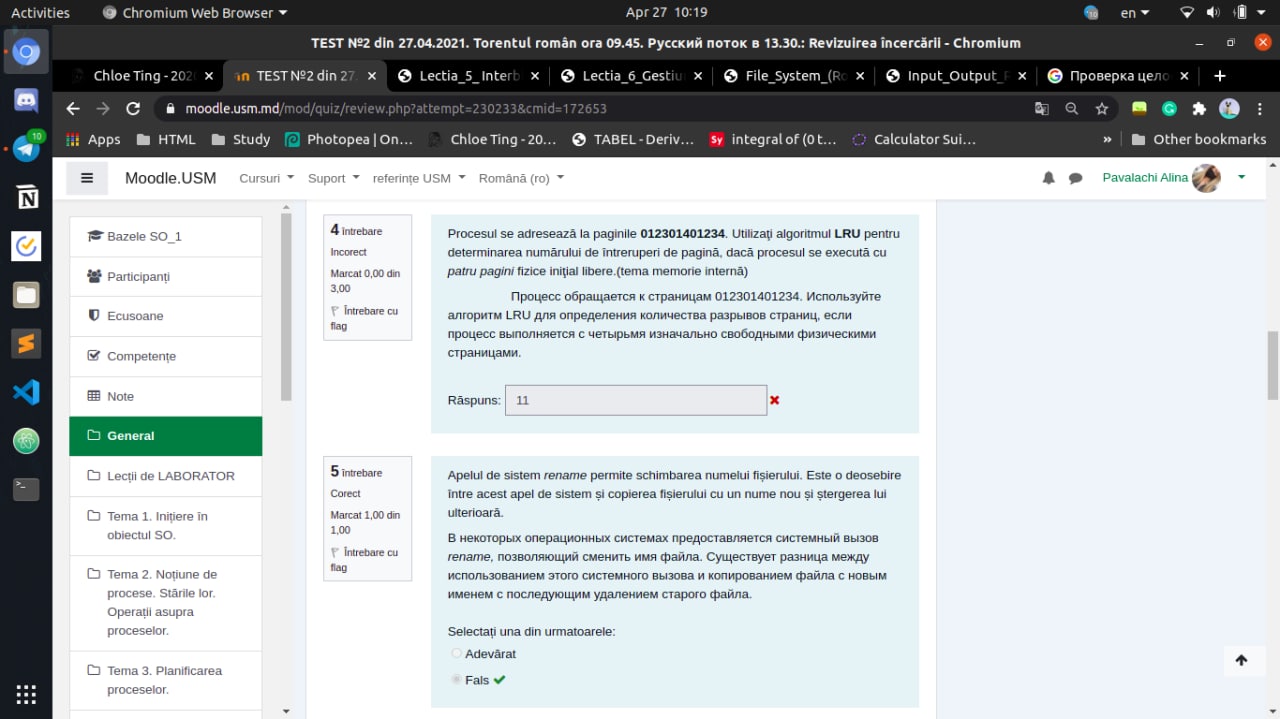 Activities
Chromium Web Browser
Apr 27 10:19
10
en
TEST №2 din 27.04.2021. Torentul român ora 09.45. Русский поток в 13.30.: Revizuirea încercării - Chromium
Chloe Ting - 202
TEST №2 din 27.
Lectia_5_Interb
Lectia_6_Gestiu
File_System_(Ro
Input_Output_R
Проверка цело
moodle.usm.md/mod/quiz/review.php?attempt=230233&cmid=172653
Apps
HTML
Study
Photopea | On...
Chloe Ting - 20...
TABEL - Deriv...
Sy
integral of (0 t...
Calculator Sui...
»
Other bookmarks
10
Moodle.USM
Cursuri
Suport
referințe USM
Română (ro)
Pavalachi Alina
Bazele SO_1
Participanți
Ecusoane
Competențe
Note
General
Lecții de LABORATOR
Tema 1. Inițiere în
obiectul SO.
Tema 2. Noțiune de
procese. Stările lor.
Operații asupra
proceselor.
Tema 3. Planificarea
proceselor.
4 Întrebare
Incorect
Marcat 0,00 din
3,00
Întrebare cu
flag
Procesul se adresează la paginile 012301401234. Utilizaţi algoritmul LRU pentru
determinarea numărului de întreruperi de pagină, dacă procesul se execută cu
patru pagini fizice iniţial libere.(tema memorie internă)
Процесс обращается к страницам 012301401234. Используйте
алгоритм LRU для определения количества разрывов страниц, если
процесс выполняется с четырьмя изначально свободными физическими
страницами.
Răspuns: 11
5 Întrebare
Corect
Marcat 1,00 din
1,00
Întrebare cu
flag
Apelul de sistem rename permite schimbarea numelui fișierului. Este o deosebire
între acest apel de sistem și copierea fișierului cu un nume nou și ștergerea lui
ulterioară.
В некоторых операционных системах предоставляется системный вызов
rename, позволяющий сменить имя файла. Существует разница между
использованием этого системного вызова и копированием файла с новым
именем с последующим удалением старого файла.
Selectați una din urmatoarele:
Adevărat
Fals